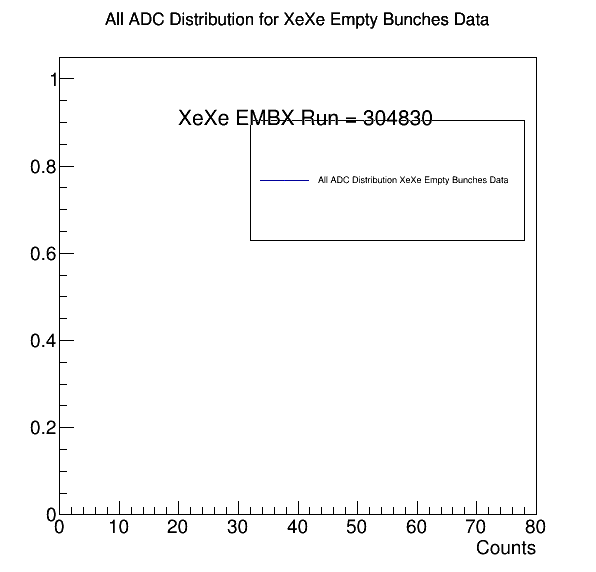 All ADC Distribution for XeXe Empty Bunches Data
XeXe EMBX Run = 304830
All ADC Distribution XeXe Empty Bunches Data
1
0.8
0.6
0.4
0.2
0
0 10 20 30 40 50 60 70 80
Counts